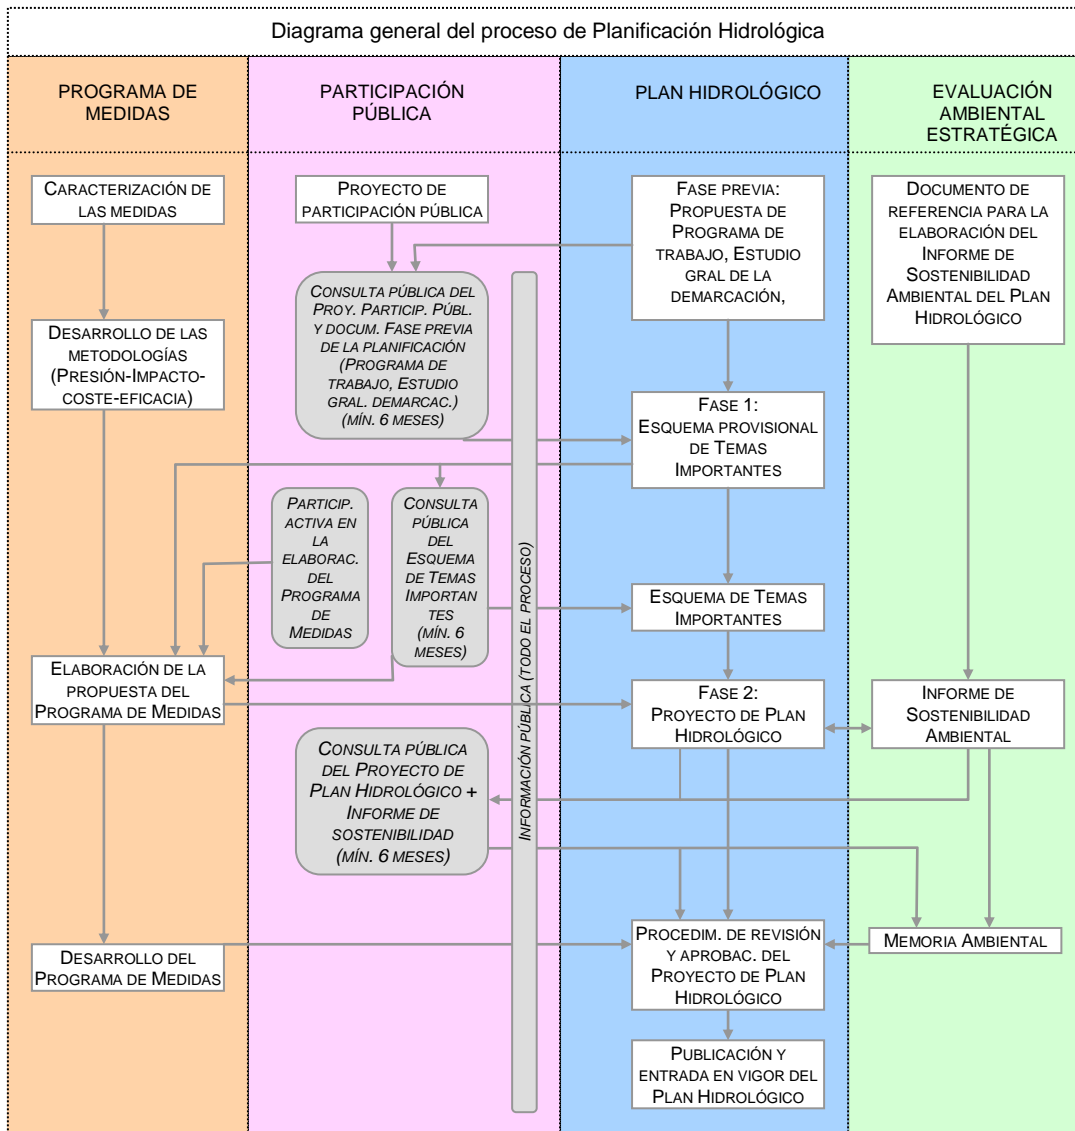 Diagrama general del proceso de Planificación Hidrológica
PROGRAMA DE
MEDIDAS
PARTICIPACIÓN
PÚBLICA
PLAN HIDROLÓGICO
EVALUACIÓN
AMBIENTAL
ESTRATÉGICA
CARACTERIZACIÓN DE
LAS MEDIDAS
DESARROLLO DE LAS
METODOLOGÍAS
(PRESIÓN-IMPACTO-
COSTE-EFICACIA)
ELABORACIÓN DE LA
PROPUESTA DEL
PROGRAMA DE MEDIDAS
DESARROLLO DEL
PROGRAMA DE MEDIDAS
PROYECTO DE
PARTICIPACIÓN PÚBLICA
CONSULTA PÚBLICA DEL
PROY. PARTICIP. PÚBL.
Y DOCUM. FASE PREVIA
DE LA PLANIFICACIÓN
(PROGRAMA DE
TRABAJO, ESTUDIO
GRAL. DEMARCAC.)
(MÍN. 6 MESES)
PARTICIP.
ACTIVA EN
LA
ELABORAC.
DEL
PROGRAMA
DE
MEDIDAS
CONSULTA
PÚBLICA
DEL
ESQUEMA
DE TEMAS
IMPORTAN
TES
(MÍN. 6
MESES)
CONSULTA PÚBLICA
DEL PROYECTO DE
PLAN HIDROLÓGICO +
INFORME DE
SOSTENIBILIDAD
(MÍN. 6 MESES)
INFORMACIÓN PÚBLICA (TODO EL PROCESO)
FASE PREVIA:
PROPUESTA DE
PROGRAMA DE
TRABAJO, ESTUDIO
GRAL DE LA
DEMARCACIÓN,
FASE 1:
ESQUEMA PROVISIONAL
DE TEMAS
IMPORTANTES
ESQUEMA DE TEMAS
IMPORTANTES
FASE 2:
PROYECTO DE PLAN
HIDROLÓGICO
PROCEDIM. DE REVISIÓN
Y APROBAC. DEL
PROYECTO DE PLAN
HIDROLÓGICO
PUBLICACIÓN Y
ENTRADA EN VIGOR DEL
PLAN HIDROLÓGICO
DOCUMENTO DE
REFERENCIA PARA LA
ELABORACIÓN DEL
INFORME DE
SOSTENIBILIDAD
AMBIENTAL DEL PLAN
HIDROLÓGICO
INFORME DE
SOSTENIBILIDAD
AMBIENTAL
MEMORIA AMBIENTAL